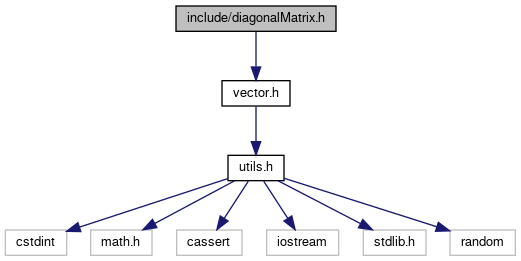 include/diagonalMatrix.h
vector.h
utils.h
cstdint
math.h
cassert
iostream
stdlib.h
random